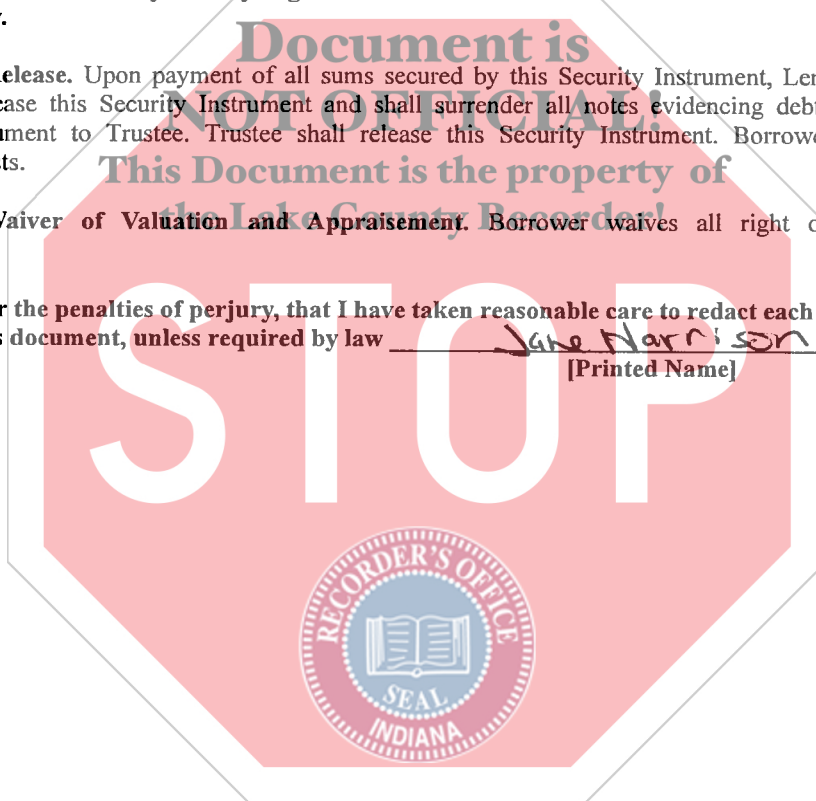 y.
Document is
elease. Upon payment of all sums secured by this Security Instrument, Len
ease this Security Instrument and shall surrender all notes evidencing debt
NOT OFFICIAL!
ument to Trustee. Trustee shall release this Security Instrument. Borrowe
ts.
This Document is the property of
the Lake County Recorder!
Vaiver of Valuation and Appraisement. Borrower waives all right o
r the penalties of perjury, that I have taken reasonable care to redact each
s document, unless required by law Jane Harrison
[Printed Name]
STOP
RECORDER'S OFFICE
SEAL
INDIANA